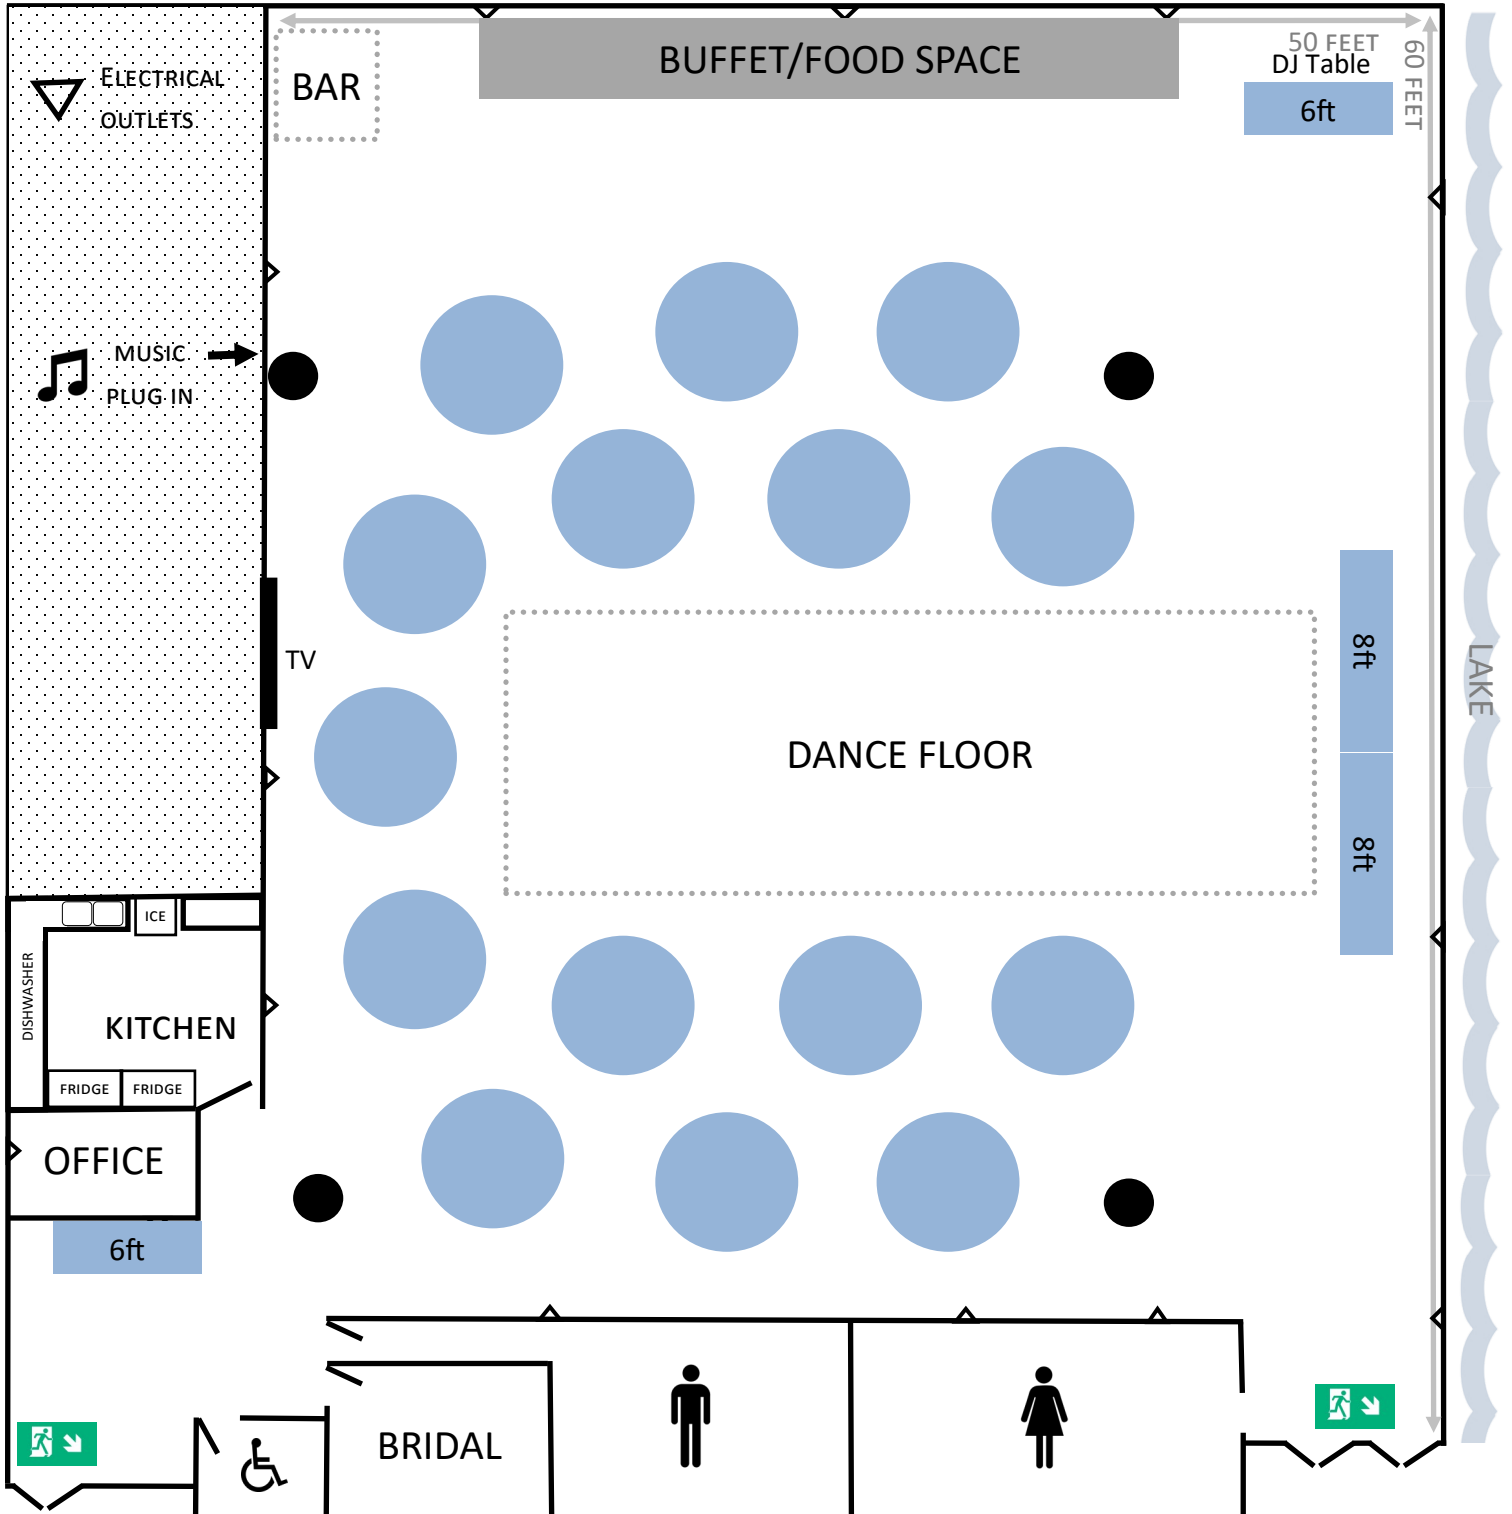 BUFFET/FOOD SPACE
50 FEET
DJ Table
60 FEET
6ft
BAR
ELECTRICAL
OUTLETS
MUSIC
PLUG IN
TV
8ft
LAKE
DANCE FLOOR
8ft
ICE
DISHWASHER
KITCHEN
FRIDGE FRIDGE
OFFICE
6ft
BRIDAL